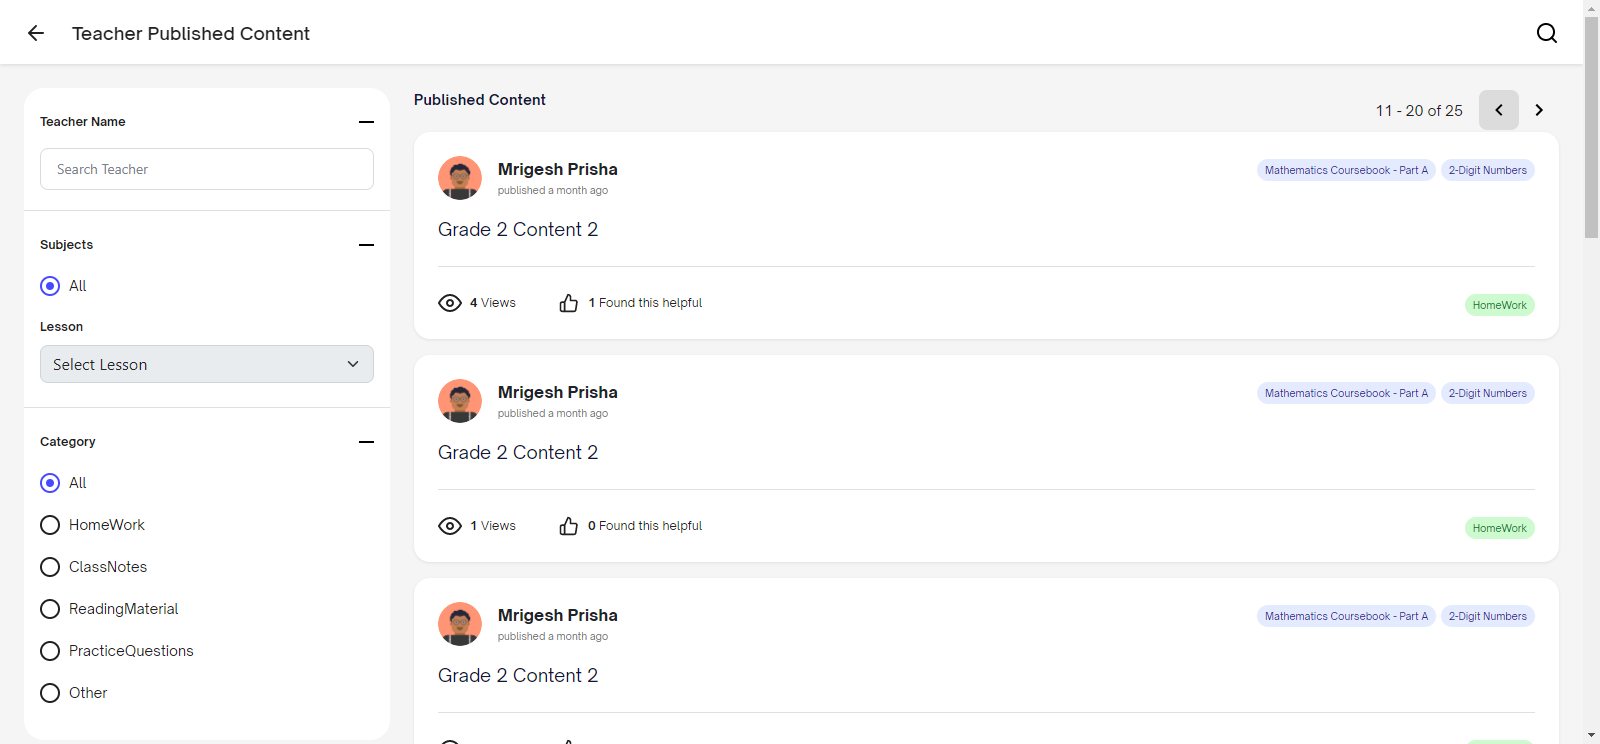 Teacher Published Content
Teacher Name
Search Teacher
Subjects
All
Lesson
Select Lesson
Category
All
HomeWork
ClassNotes
ReadingMaterial
PracticeQuestions
Other
Published Content
11 - 20 of 25
Mrigesh Prisha
published a month ago
Mathematics Coursebook - Part A
2-Digit Numbers
Grade 2 Content 2
4 Views
1 Found this helpful
HomeWork
Mrigesh Prisha
published a month ago
Mathematics Coursebook - Part A
2-Digit Numbers
Grade 2 Content 2
1 Views
0 Found this helpful
HomeWork
Mrigesh Prisha
published a month ago
Mathematics Coursebook - Part A
2-Digit Numbers
Grade 2 Content 2